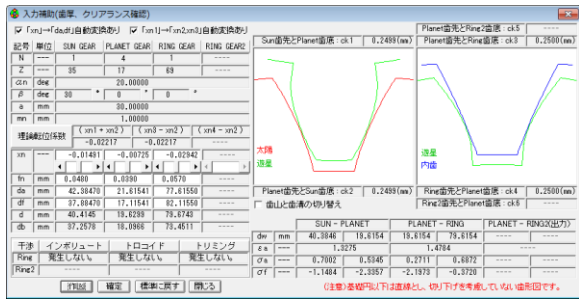 入力補助(歯厚、クリアランス確認)
「xn」→「da,df」自動変換あり 「xn1」→「xn2,xn3」自動変換あり
記号 単位 SUN GEAR PLANET GEAR RING GEAR RING GEAR2
N --- 1 4 1 ----
Z --- 35 17 69 ----
αn deg 20.00000
β deg 30 ° 0 ' 0 "
a mm 30.00000
mn mm 1.00000
理論転位係数 (xn1 + xn2) (xn3 - xn2) (xn4 - xn2)
-0.02217 -0.02217 ----
xn --- -0.01491 -0.00725 -0.02942
fn mm 0.0480 0.0390 0.0570
da mm 42.38470 21.61541 77.61550
df mm 37.88470 17.11541 82.11550
d mm 40.4145 19.6299 79.6743 ----
db mm 37.2578 18.0966 73.4511 ----
干渉 インボリュート トロコイド トリミング
Ring 発生しない。 発生しない。 発生しない。
Ring2 ---- ---- ----
作図 確定 標準に戻す 閉じる
Sun歯先とPlanet歯底:ck1 0.2499(mm)
太陽
遊星
Planet歯先とSun歯底:ck2 0.2499(mm)
歯山と歯溝の切り替え
Planet歯先とRing2歯底:ck5 ----
Planet歯先とRing歯底:ck3 0.2500(mm)
遊星
内歯
Ring歯先とPlanet歯底:ck4 0.2500(mm)
Ring2歯先とPlanet歯底:ck6 ----
SUN - PLANET PLANET - RING PLANET - RING2(出力)
dw mm 40.3846 19.6154 19.6154 79.6154 ---- ----
εα --- 1.3275 1.4784 ----
σa --- 0.7002 0.5345 0.2711 0.6872 ---- ----
σf --- -1.1484 -2.3357 -2.1973 -0.3720 ---- ----
(注意)基礎円以下は直線とし、切り下げを考慮していない歯形図です。